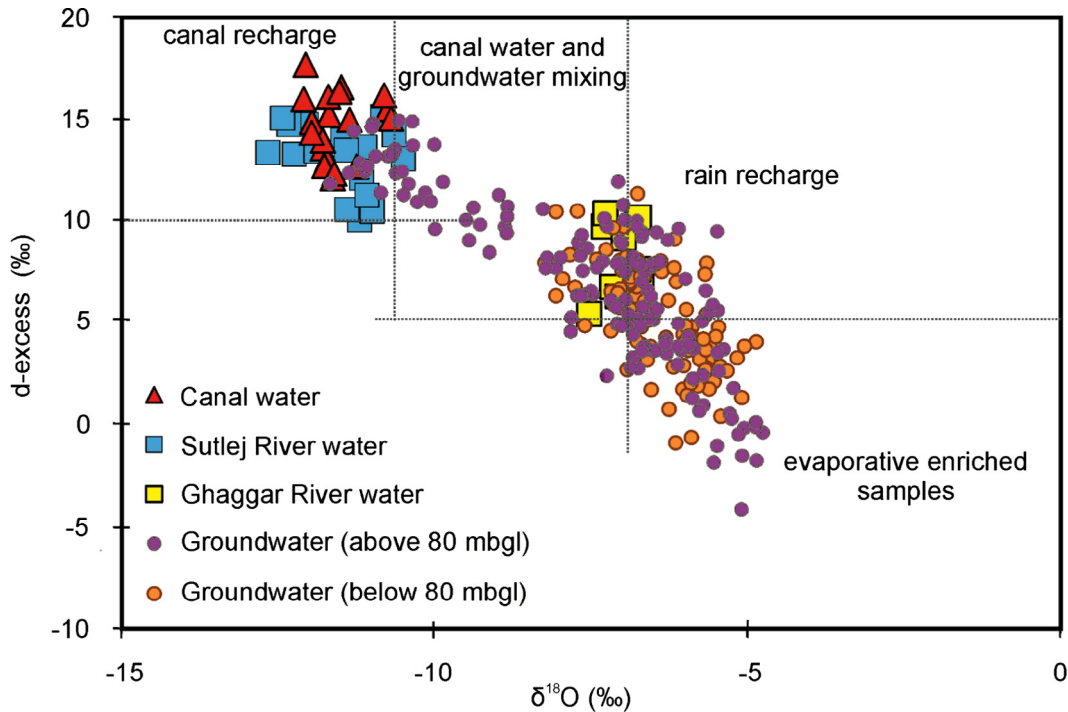 20
15
10
5
0
-5
-10
d-excess (‰)
canal recharge
canal water and
groundwater mixing
rain recharge
evaporative enriched
samples
Canal water
Sutlej River water
Ghaggar River water
Groundwater (above 80 mbgl)
Groundwater (below 80 mbgl)
-15
-10
-5
0
δ¹⁸O (‰)